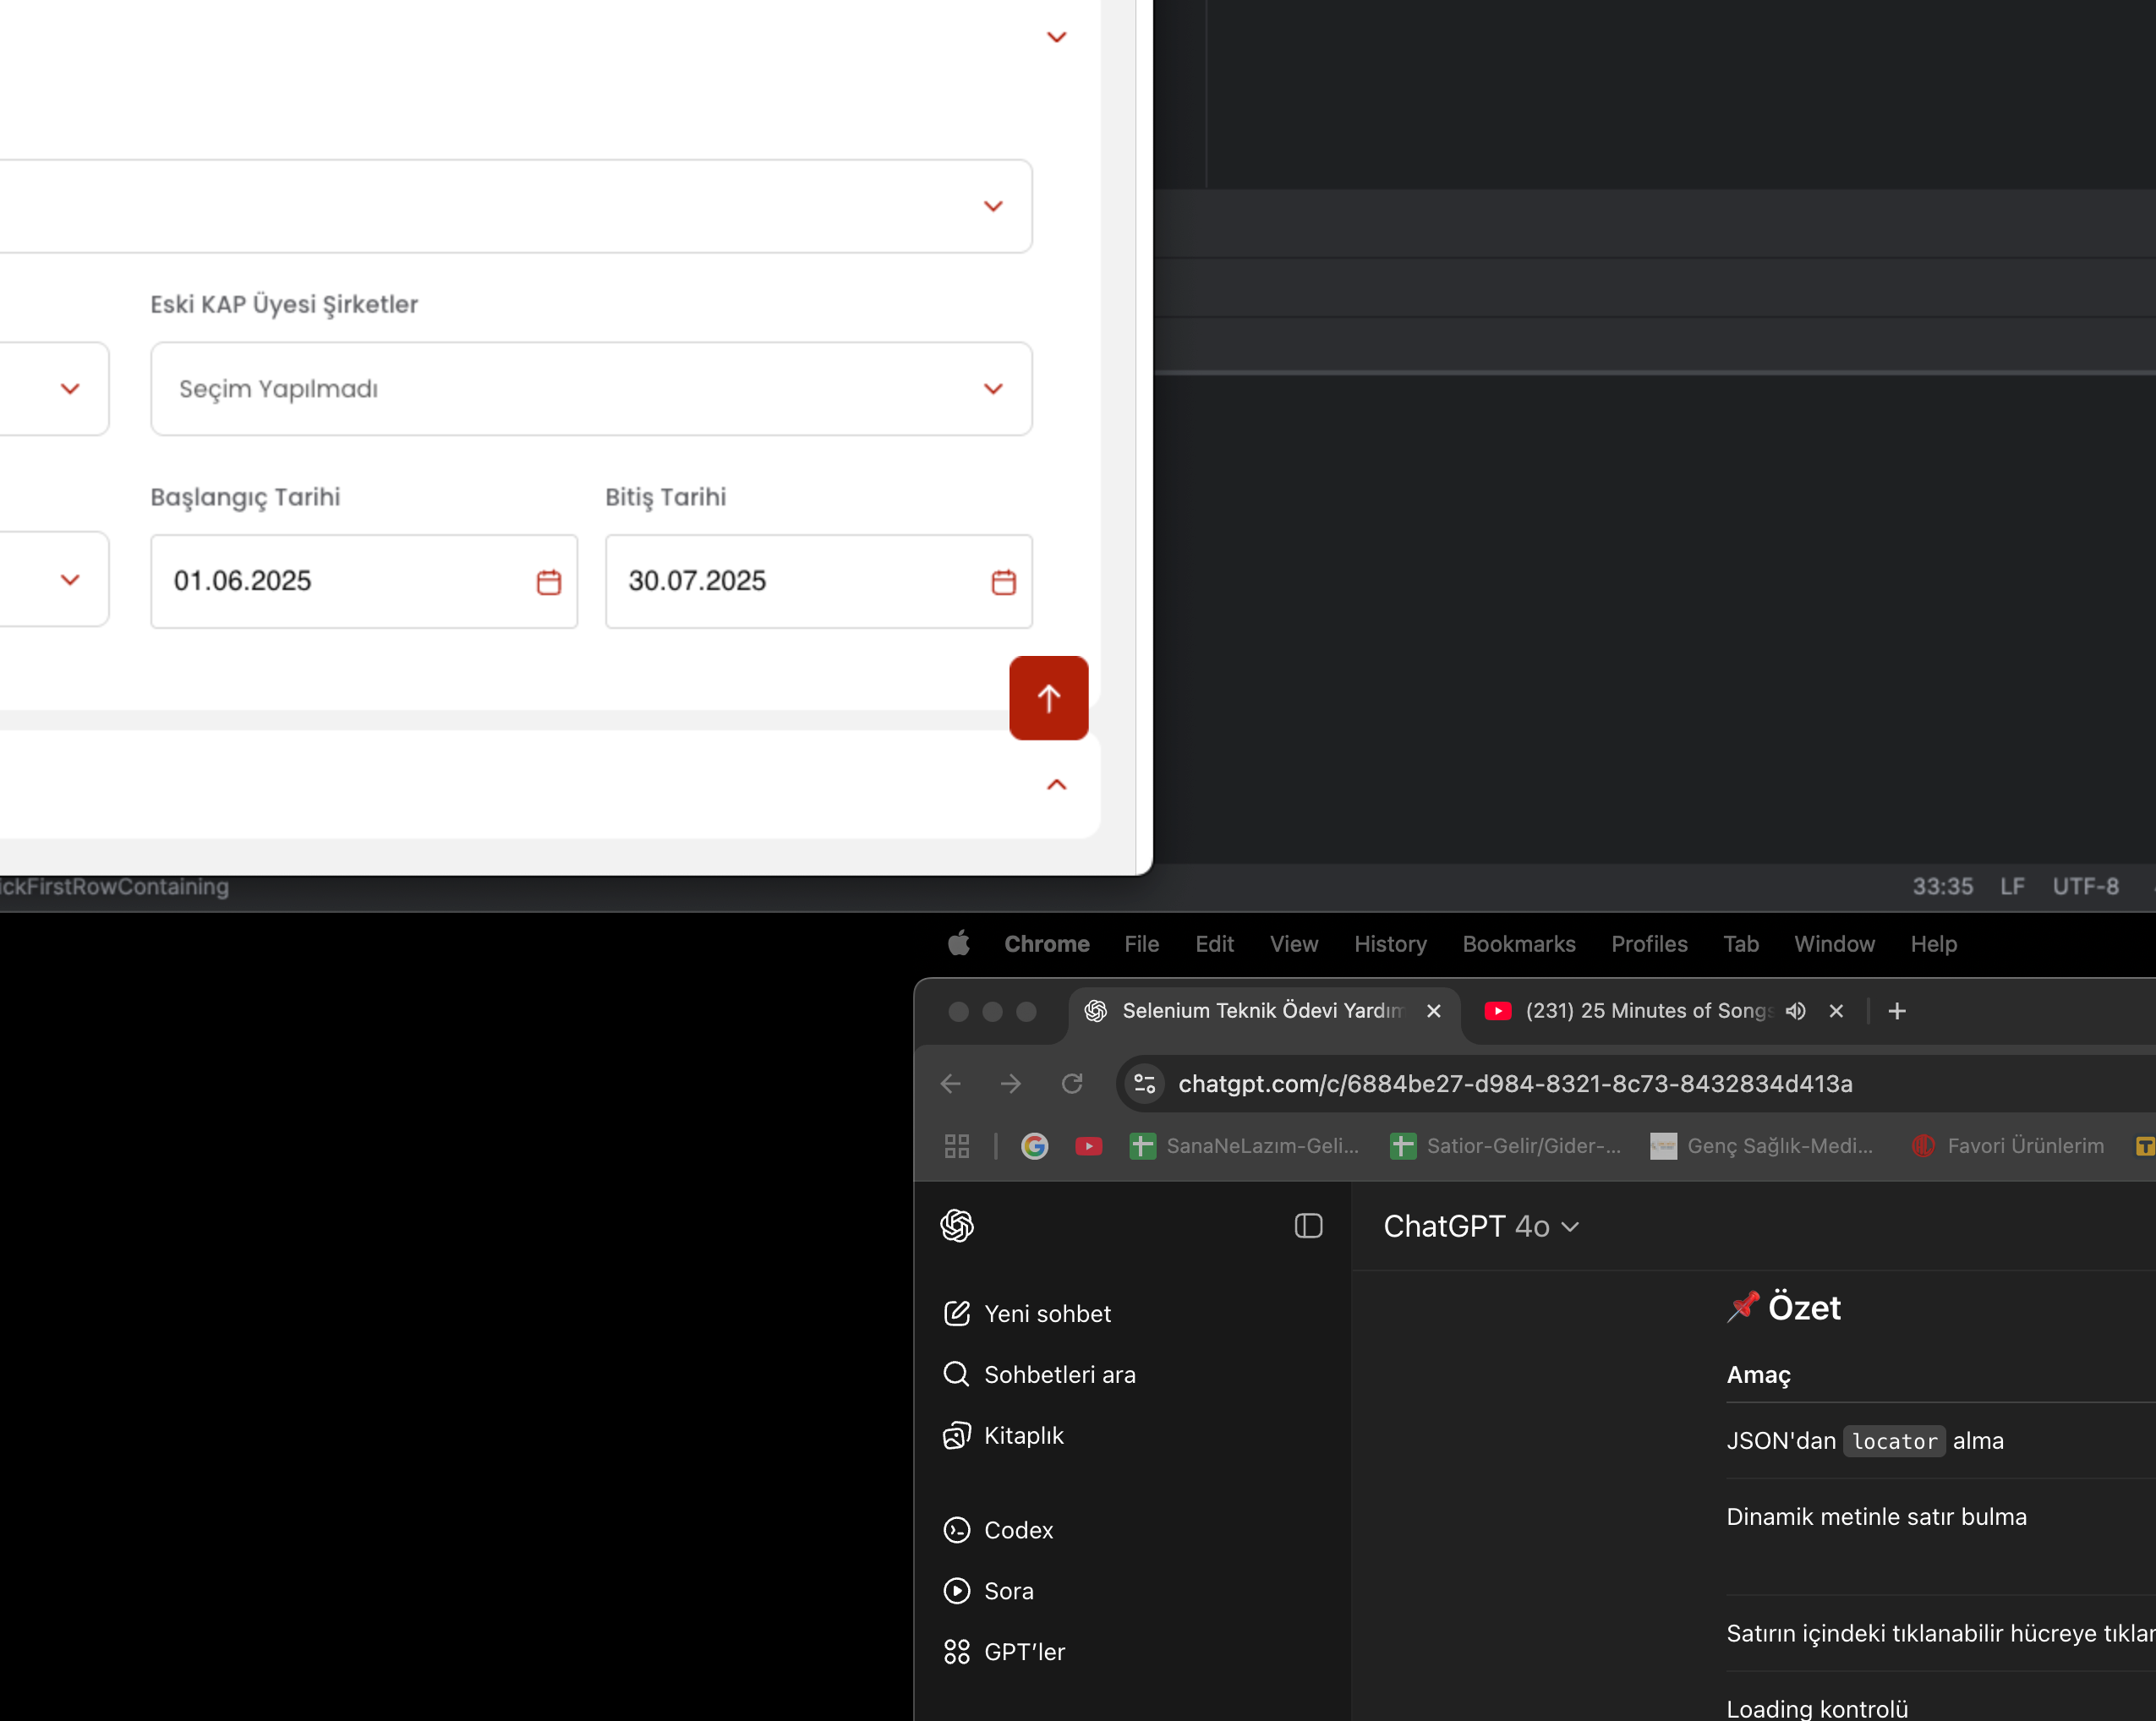 Eski KAP Üyesi Şirketler
Seçim Yapılmadı
Başlangıç Tarihi
Bitiş Tarihi
01.06.2025
30.07.2025
ickFirstRowContaining
33:35 LF UTF-8
Chrome File Edit View History Bookmarks Profiles Tab Window Help
Selenium Teknik Ödevi Yardım
(231) 25 Minutes of Songs
chatgpt.com/c/6884be27-d984-8321-8c73-8432834d413a
SanaNeLazım-Geli...
Satior-Gelir/Gider-...
Genç Sağlık-Medi...
Favori Ürünlerim
ChatGPT 4o
Yeni sohbet
Sohbetleri ara
Kitaplık
Codex
Sora
GPT'ler
Özet
Amaç
JSON'dan locator alma
Dinamik metinle satır bulma
Satırın içindeki tıklanabilir hücreye tıklan
Loading kontrolü